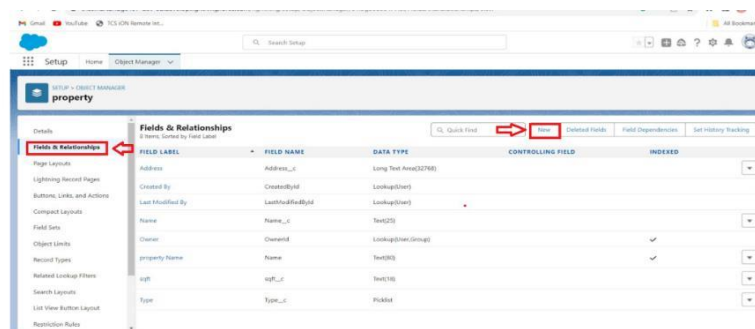 Gmail YouTube TCS iON Remote Int... All Bookmarks
Search Setup
Setup Home Object Manager
SETUP > OBJECT MANAGER
property
Details
Fields & Relationships
Page Layouts
Lightning Record Pages
Buttons, Links, and Actions
Compact Layouts
Field Sets
Object Limits
Record Types
Related Lookup Filters
Search Layouts
List View Button Layout
Restriction Rules
Fields & Relationships
8 Items, Sorted by Field Label
Quick Find New Deleted Fields Field Dependencies Set History Tracking
FIELD LABEL FIELD NAME DATA TYPE CONTROLLING FIELD INDEXED
Address Address__c Long Text Area(32768)
Created By CreatedById Lookup(User)
Last Modified By LastModifiedById Lookup(User)
Name Name__c Text(25)
Owner OwnerId Lookup(User,Group)
property Name Name Text(80)
sqft sqft__c Text(18)
Type Type__c Picklist